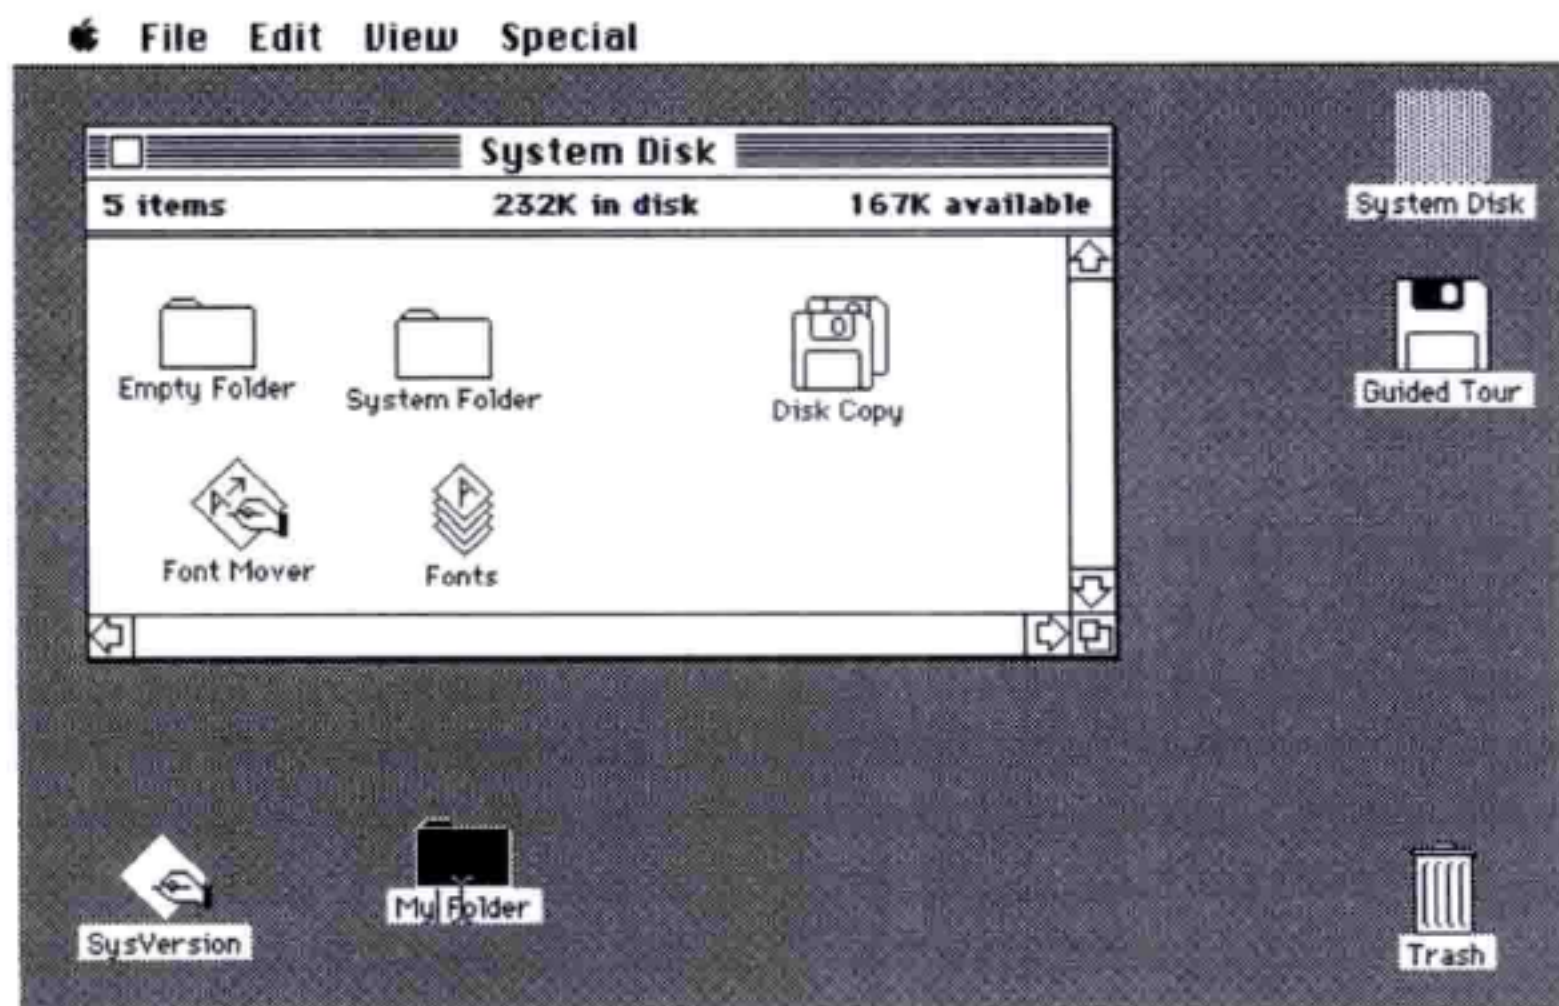 File Edit View Special
System Disk
5 items 232K in disk 167K available
System Disk
Empty Folder
System Folder
Disk Copy
Guided Tour
Font Mover
Fonts
My Folder
SysVersion
Trash